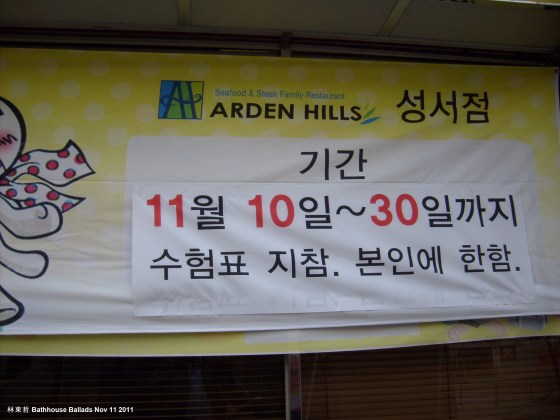 Seafood & Steak Family Restaurant
AH ARDEN HILLS 성서점
기간
11월 10일~30일까지
수험표 지참. 본인에 한함.
林東哲 Bathhouse Ballads Nov 11 2011